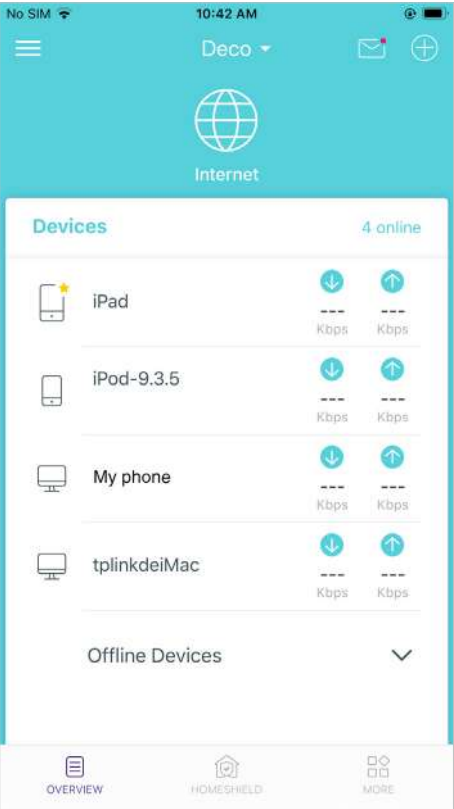 No SIM 10:42 AM
Deco
Internet
Devices 4 online
iPad
--- ---
Kbps Kbps
iPod-9.3.5
--- ---
Kbps Kbps
My phone
--- ---
Kbps Kbps
tplinkdeiMac
--- ---
Kbps Kbps
Offline Devices
OVERVIEW HOMESHIELD MORE